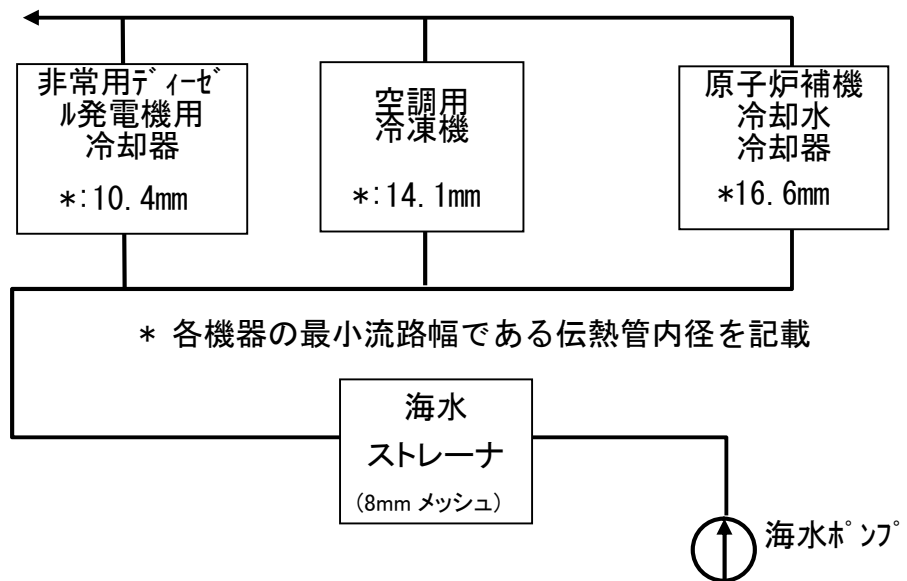 非常用ﾃﾞｨｰｾﾞ
ﾙ発電機用
冷却器
*:10.4mm
空調用
冷凍機
*:14.1mm
原子炉補機
冷却水
冷却器
*16.6mm
* 各機器の最小流路幅である伝熱管内径を記載
海水
ストレーナ
(8mm メッシュ)
海水ﾎﾟﾝﾌﾟ